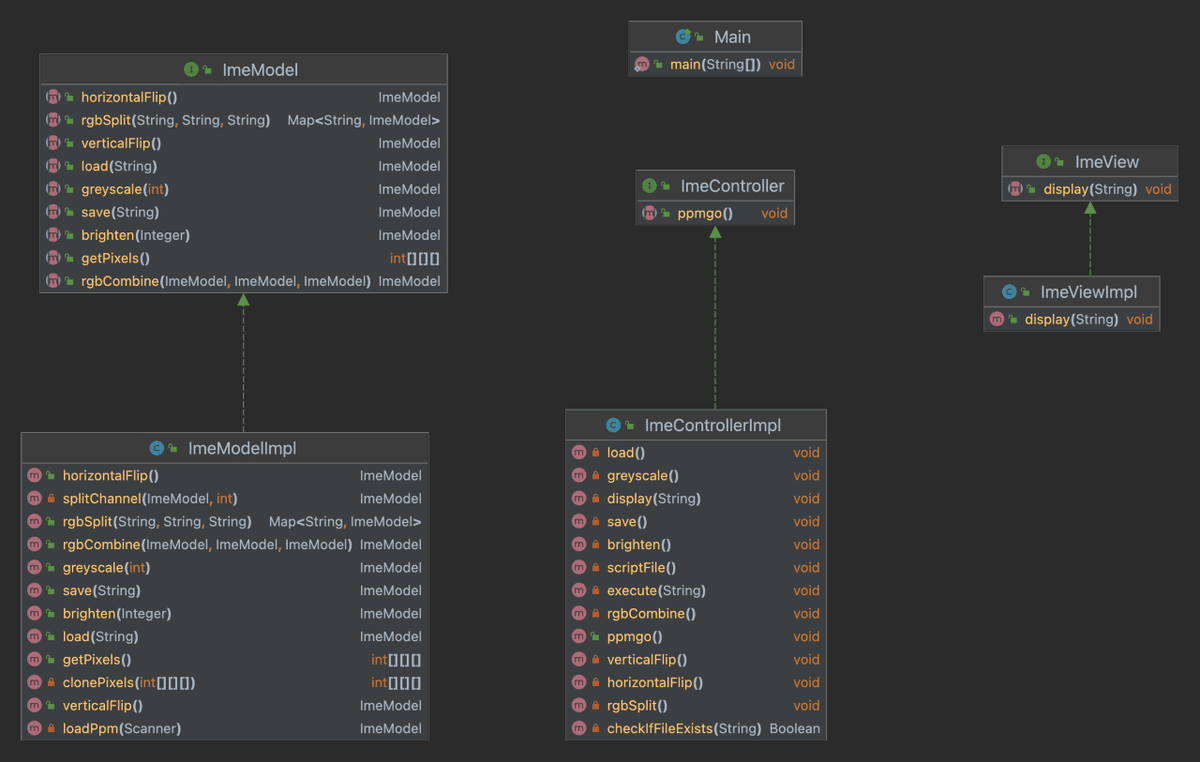 ImeModel
horizontalFlip() ImeModel
rgbSplit(String, String, String) Map<String, ImeModel>
verticalFlip() ImeModel
load(String) ImeModel
greyscale(int) ImeModel
save(String) ImeModel
brighten(Integer) ImeModel
getPixels() int[][][]
rgbCombine(ImeModel, ImeModel, ImeModel) ImeModel
Main
main(String[]) void
ImeController
ppmgo() void
ImeView
display(String) void
ImeViewImpl
display(String) void
ImeModelImpl
horizontalFlip() ImeModel
splitChannel(ImeModel, int) ImeModel
rgbSplit(String, String, String) Map<String, ImeModel>
rgbCombine(ImeModel, ImeModel, ImeModel) ImeModel
greyscale(int) ImeModel
save(String) ImeModel
brighten(Integer) ImeModel
load(String) ImeModel
getPixels() int[][][]
clonePixels(int[][][]) int[][][]
verticalFlip() ImeModel
loadPpm(Scanner) ImeModel
ImeControllerImpl
load() void
greyscale() void
display(String) void
save() void
brighten() void
scriptFile() void
execute(String) void
rgbCombine() void
ppmgo() void
verticalFlip() void
horizontalFlip() void
rgbSplit() void
checkIfFileExists(String) Boolean